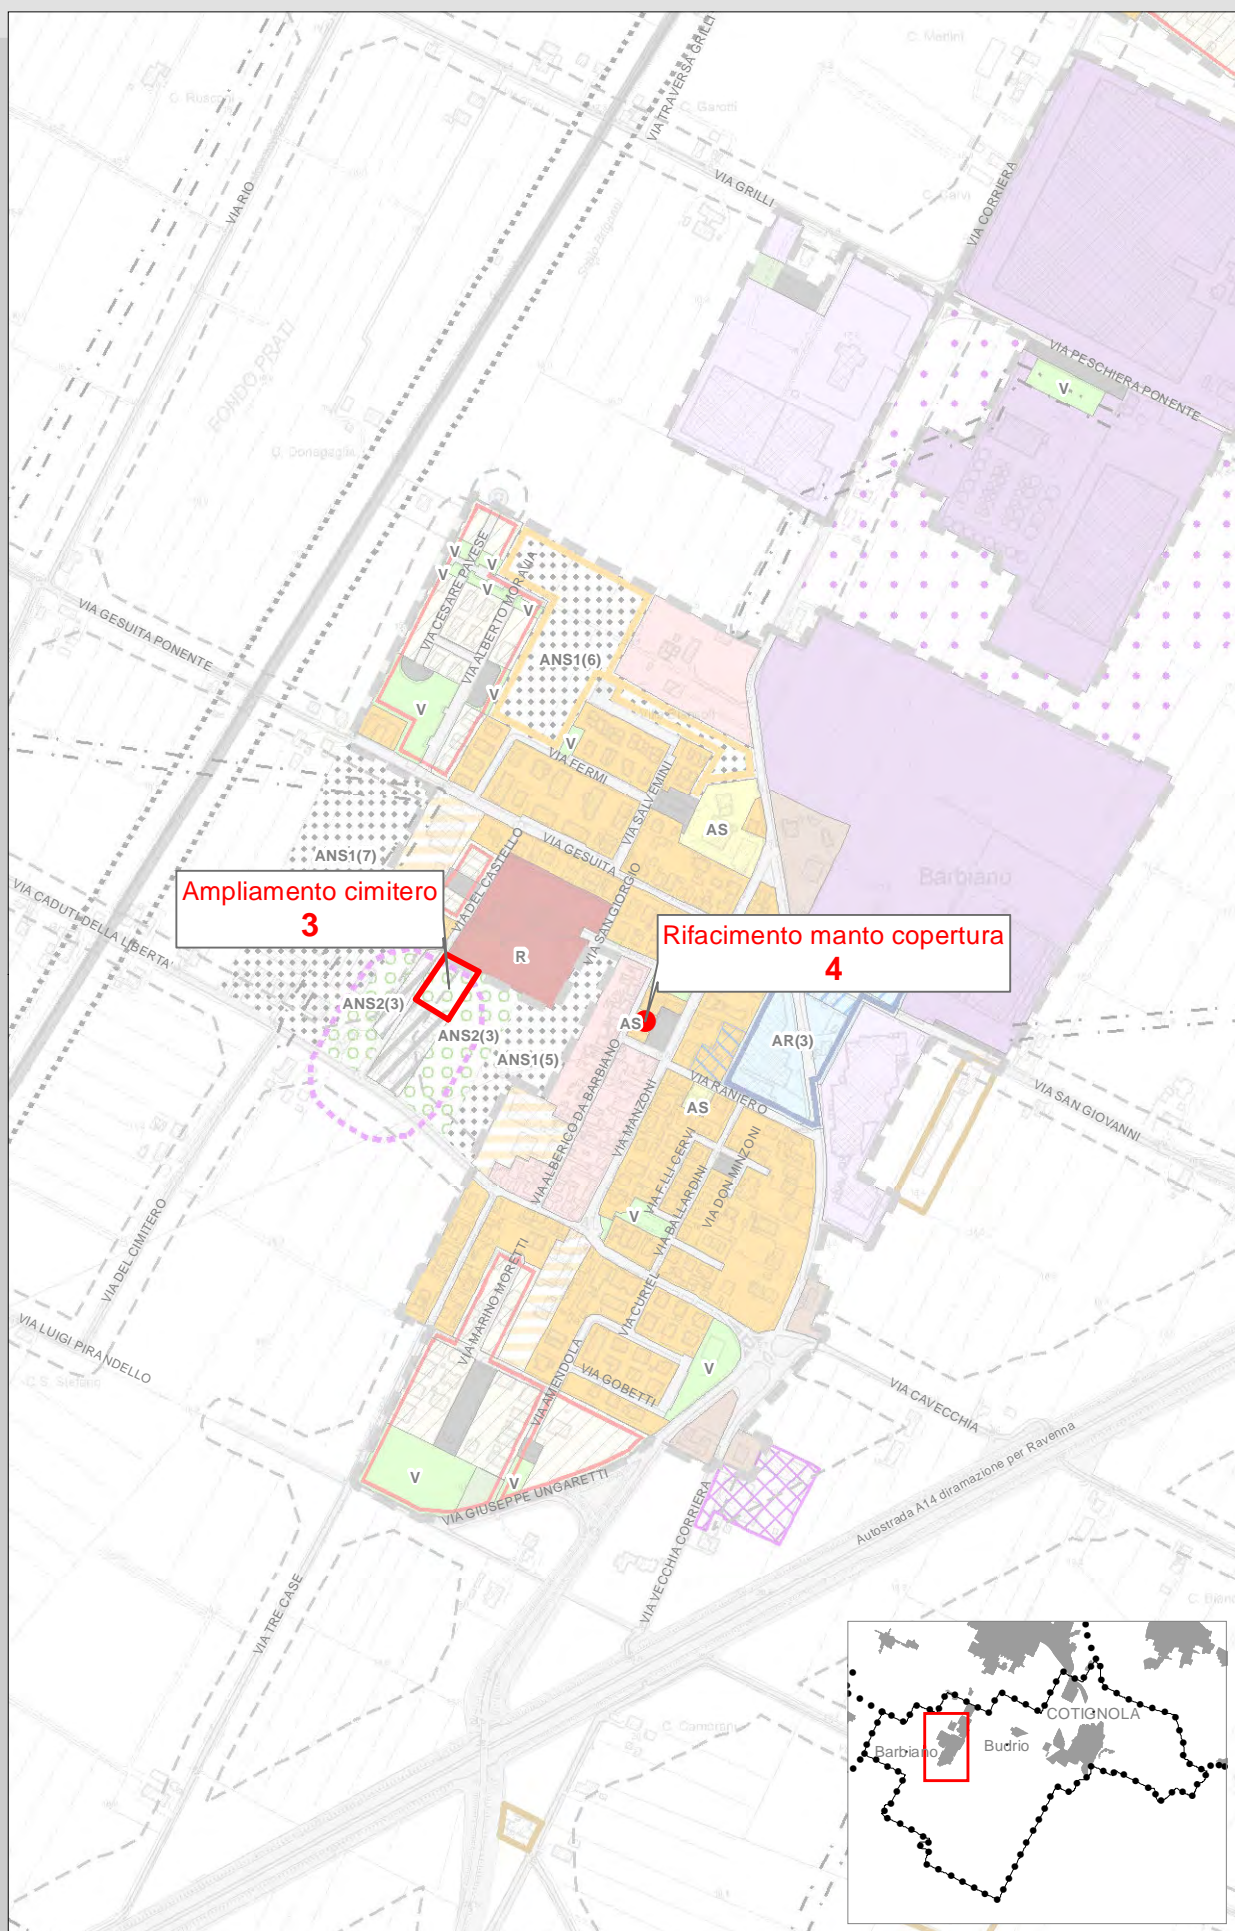 C. Merlini
C. Rusconi
C. Garotti
VIA TRAVERSA GRILLI
VIA GRILLI
VIA CORRIERA
VIA RIO
FONDO PRATI
VIA PESCHIERA PONENTE
V
C. Donegaglia
V
V
V
V
V
VIA CESARE PAVESE
VIA ALBERTO MORAVIA
VIA GESUITA PONENTE
ANS1(6)
V
V
V
VIA FERMI
VIA SALVEMINI
AS
VIA GESUITA
ANS1(7)
VIA DEL CASTELLO
VIA SAN GIORGIO
Barbiano
Ampliamento cimitero
3
VIA CADUTI DELLA LIBERTA'
Rifacimento manto copertura
4
R
ANS2(3)
ANS2(3)
ANS1(5)
AS
AR(3)
VIA RANIERO
VIA SAN GIOVANNI
AS
VIA ALBERICO DA BARBIANO
VIA MANZONI
VIA F.LLI CERVI
VIA BALLARDINI
VIA DON MINZONI
V
VIA DEL CIMITERO
VIA MARINO MORETTI
VIA CURIEL
VIA LUIGI PIRANDELLO
C.S. Stefano
VIA AMENDOLA
VIA GOBETTI
V
VIA CAVECCHIA
V
V
VIA GIUSEPPE UNGARETTI
Autostrada A14 diramazione per Ravenna
VIA VECCHIA CORRIERA
VIA TRE CASE
COTIGNOLA
Barbiano
Budrio